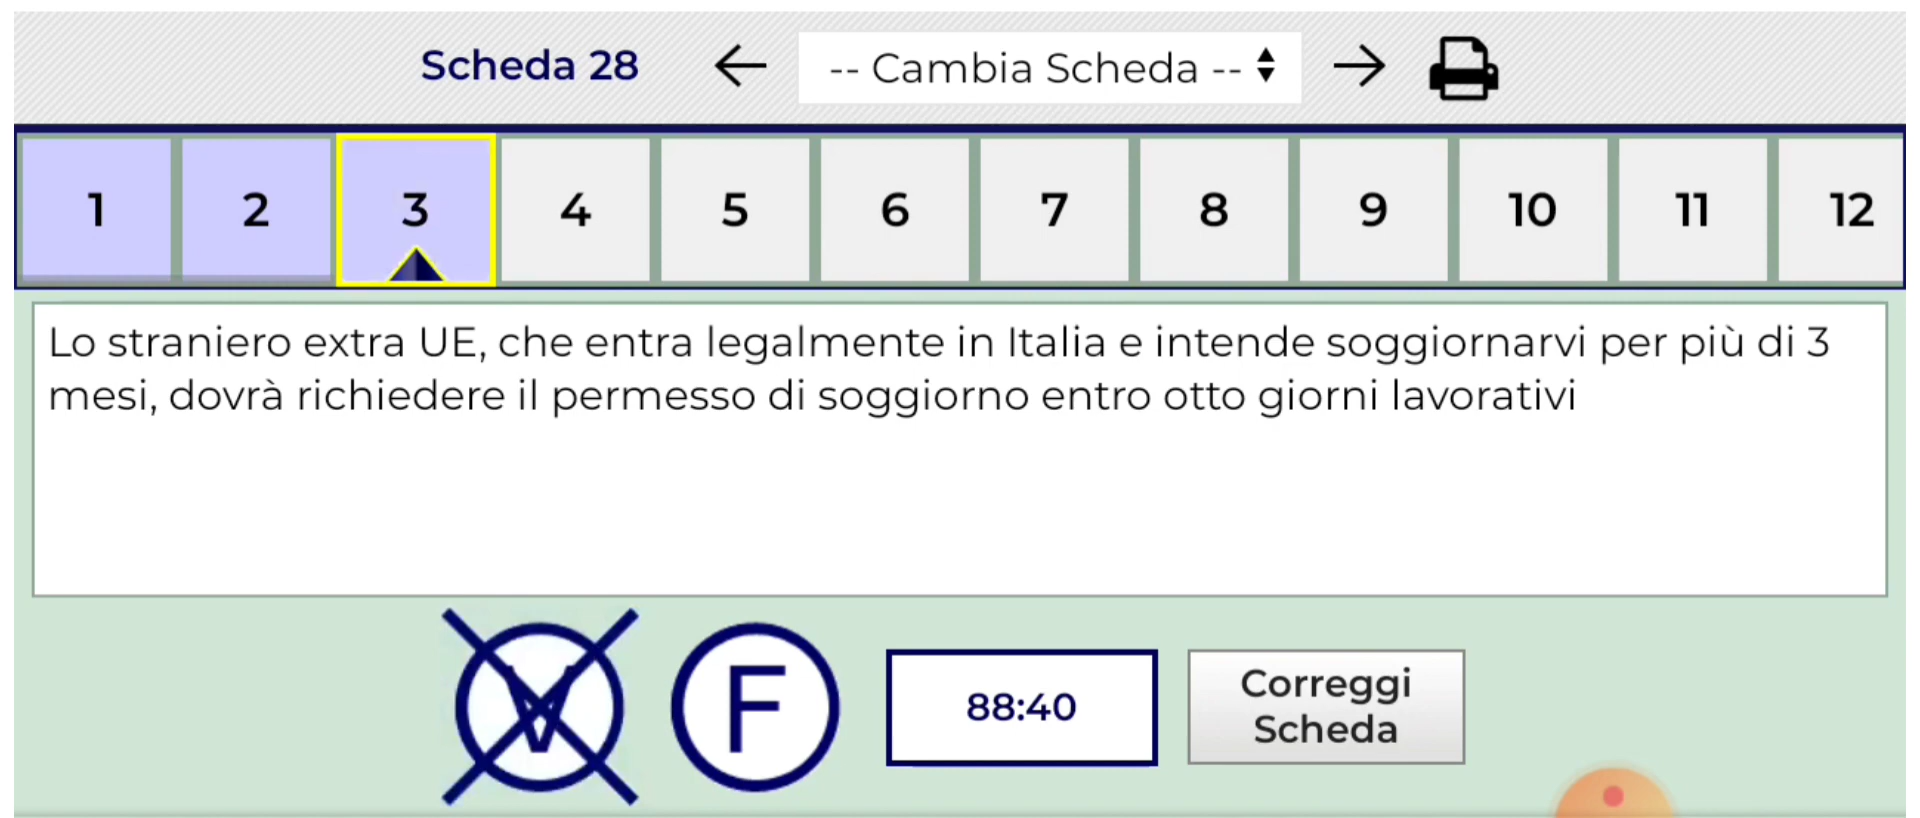 Scheda 28 -- Cambia Scheda --
1 2 3 4 5 6 7 8 9 10 11 12
Lo straniero extra UE, che entra legalmente in Italia e intende soggiornarvi per più di 3
mesi, dovrà richiedere il permesso di soggiorno entro otto giorni lavorativi
V F 88:40 Correggi
Scheda